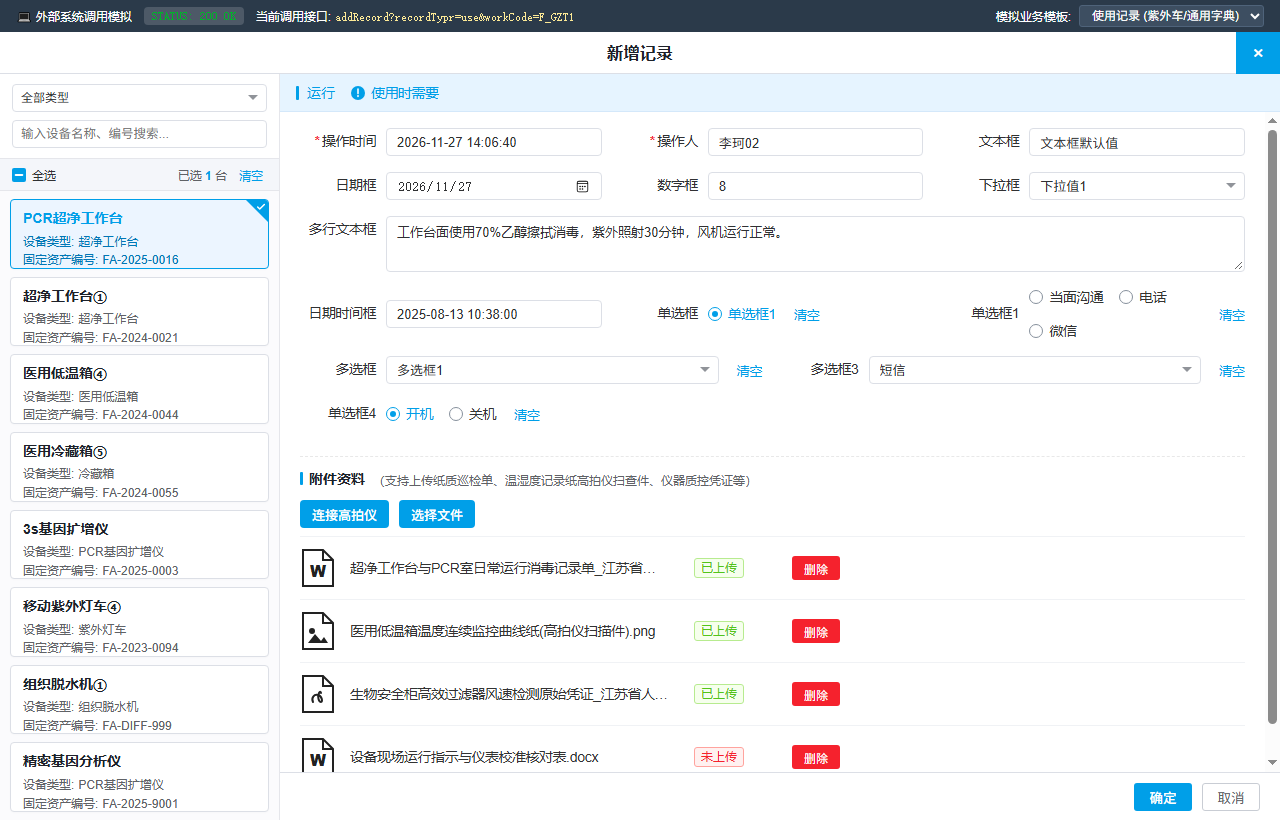 外部系统调用模拟 STATUS: 200 OK 当前调用接口: addRecord?recordTypr=use&workCode=F_GZT1 模拟业务模板: 使用记录 (紫外车/通用字典)
新增记录
×
全部类型
输入设备名称、编号搜索...
全选 已选 1 台 清空
PCR超净工作台
设备类型: 超净工作台
固定资产编号: FA-2025-0016
超净工作台①
设备类型: 超净工作台
固定资产编号: FA-2024-0021
医用低温箱④
设备类型: 医用低温箱
固定资产编号: FA-2024-0044
医用冷藏箱⑤
设备类型: 冷藏箱
固定资产编号: FA-2024-0055
3s基因扩增仪
设备类型: PCR基因扩增仪
固定资产编号: FA-2025-0003
移动紫外灯车④
设备类型: 紫外灯车
固定资产编号: FA-2023-0094
组织脱水机①
设备类型: 组织脱水机
固定资产编号: FA-DIFF-999
精密基因分析仪
设备类型: PCR基因扩增仪
固定资产编号: FA-2025-9001
运行 使用时需要
*操作时间 2026-11-27 14:06:40 *操作人 李珂02 文本框 文本框默认值
日期框 2026/11/27 数字框 8 下拉框 下拉值1
多行文本框 工作台面使用70%乙醇擦拭消毒，紫外照射30分钟，风机运行正常。
日期时间框 2025-08-13 10:38:00 单选框 单选框1 清空 单选框1 当面沟通 电话 微信 清空
多选框 多选框1 清空 多选框3 短信 清空
单选框4 开机 关机 清空
附件资料 (支持上传纸质巡检单、温湿度记录纸高拍仪扫查件、仪器质控凭证等)
连接高拍仪 选择文件
W 超净工作台与PCR室日常运行消毒记录单_江苏省... 已上传 删除
医用低温箱温度连续监控曲线纸(高拍仪扫描件).png 已上传 删除
生物安全柜高效过滤器风速检测原始凭证_江苏省人... 已上传 删除
W 设备现场运行指示与仪表校准核对表.docx 未上传 删除
确定 取消